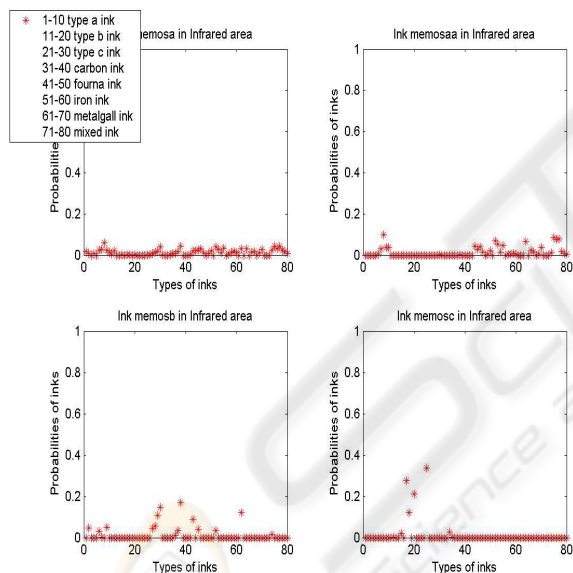 1-10 type a ink
11-20 type b ink
21-30 type c ink
31-40 carbon ink
41-50 fourna ink
51-60 iron ink
61-70 metalgall ink
71-80 mixed ink
memosa in Infrared area
Probabilities of inks
0.2
0
0 20 40 60 80
Types of inks
Ink memosaa in Infrared area
Probabilities of inks
1
0.8
0.6
0.4
0.2
0
0 20 40 60 80
Types of inks
Ink memosb in Infrared area
Probabilities of inks
1
0.8
0.6
0.4
0.2
0
0 20 40 60 80
Types of inks
Ink memosc in Infrared area
Probabilities of inks
1
0.8
0.6
0.4
0.2
0
0 20 40 60 80
Types of inks
Science